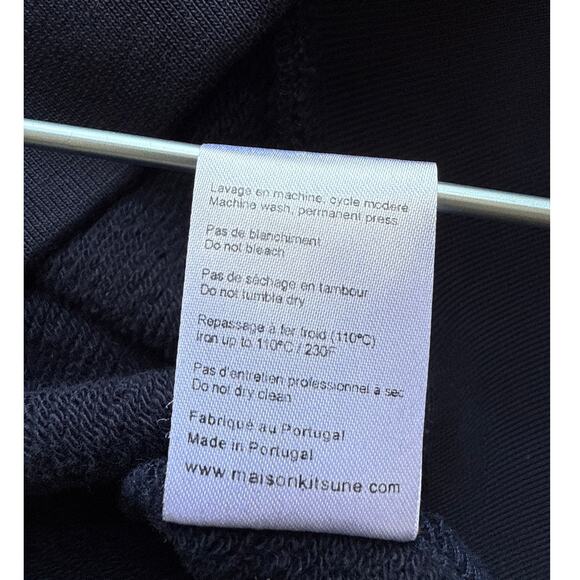 Lavage en machine, cycle modéré
Machine wash, permanent press
Pas de blanchiment
Do not bleach
Pas de séchage en tambour
Do not tumble dry
Repassage à fer froid (110°C)
Iron up to 110°C / 230F
Pas d'entretien professionnel à sec
Do not dry clean
Fabriqué au Portugal
Made in Portugal
www.maisonkitsune.com